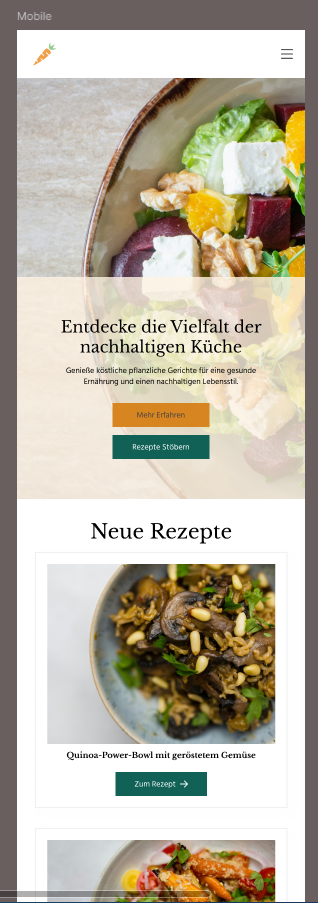 Mobile
Entdecke die Vielfalt der
nachhaltigen Küche
Genieße köstliche pflanzliche Gerichte für eine gesunde
Ernährung und einen nachhaltigen Lebensstil.
Mehr Erfahren
Rezepte Stöbern
Neue Rezepte
Quinoa-Power-Bowl mit geröstetem Gemüse
Zum Rezept →